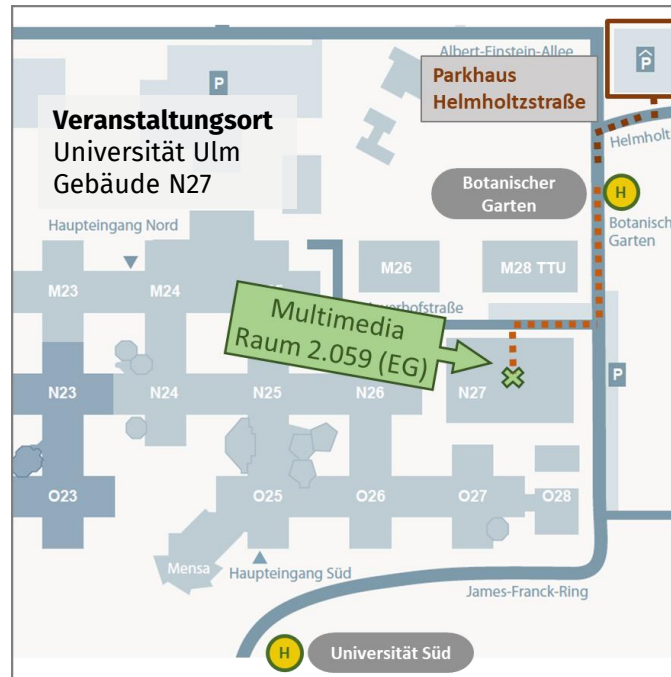 Albert-Einstein-Allee
P
P
Parkhaus
Helmholtzstraße
Veranstaltungsort
Universität Ulm
Gebäude N27
Helmholt
Botanischer
Garten
H
Botanisch
Garten
Haupteingang Nord
M23
M24
M26
M28 TTU
Multimedia
Raum 2.059 (EG)
P
N23
N24
N25
N26
N27
O23
O25
O26
O27
O28
Mensa
Haupteingang Süd
James-Franck-Ring
H
Universität Süd